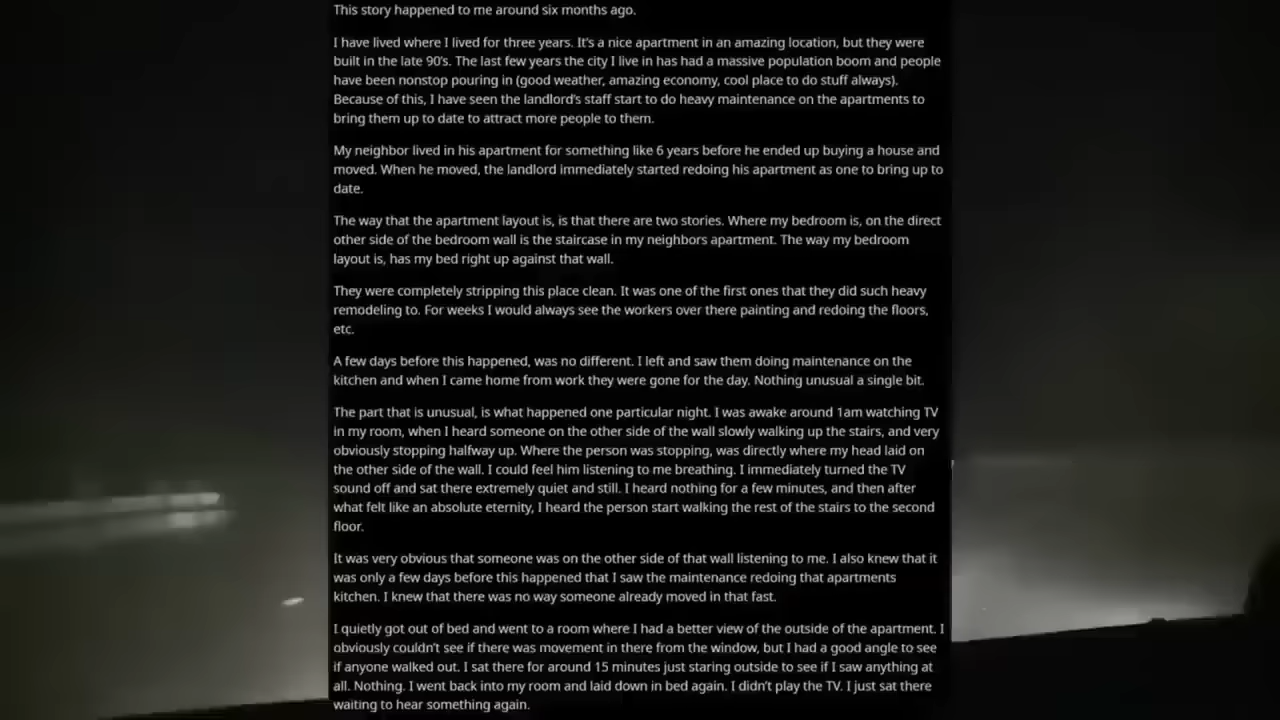 This story happened to me around six months ago.
I have lived where I lived for three years. It's a nice apartment in an amazing location, but they were
built in the late 90's. The last few years the city I live in has had a massive population boom and people
have been nonstop pouring in (good weather, amazing economy, cool place to do stuff always).
Because of this, I have seen the landlord's staff start to do heavy maintenance on the apartments to
bring them up to date to attract more people to them.
My neighbor lived in his apartment for something like 6 years before he ended up buying a house and
moved. When he moved, the landlord immediately started redoing his apartment as one to bring up to
date.
The way that the apartment layout is, is that there are two stories. Where my bedroom is, on the direct
other side of the bedroom wall is the staircase in my neighbors apartment. The way my bedroom
layout is, has my bed right up against that wall.
They were completely stripping this place clean. It was one of the first ones that they did such heavy
remodeling to. For weeks I would always see the workers over there painting and redoing the floors,
etc.
A few days before this happened, was no different. I left and saw them doing maintenance on the
kitchen and when I came home from work they were gone for the day. Nothing unusual a single bit.
The part that is unusual, is what happened one particular night. I was awake around 1am watching TV
in my room, when I heard someone on the other side of the wall slowly walking up the stairs, and very
obviously stopping halfway up. Where the person was stopping, was directly where my head laid on
the other side of the wall. I could feel him listening to me breathing. I immediately turned the TV
sound off and sat there extremely quiet and still. I heard nothing for a few minutes, and then after
what felt like an absolute eternity, I heard the person start walking the rest of the stairs to the second
floor.
It was very obvious that someone was on the other side of that wall listening to me. I also knew that it
was only a few days before this happened that I saw the maintenance redoing that apartments
kitchen. I knew that there was no way someone already moved in that fast.
I quietly got out of bed and went to a room where I had a better view of the outside of the apartment. I
obviously couldn't see if there was movement in there from the window, but I had a good angle to see
if anyone walked out. I sat there for around 15 minutes just staring outside to see if I saw anything at
all. Nothing. I went back into my room and laid down in bed again. I didn't play the TV. I just sat there
waiting to hear something again.